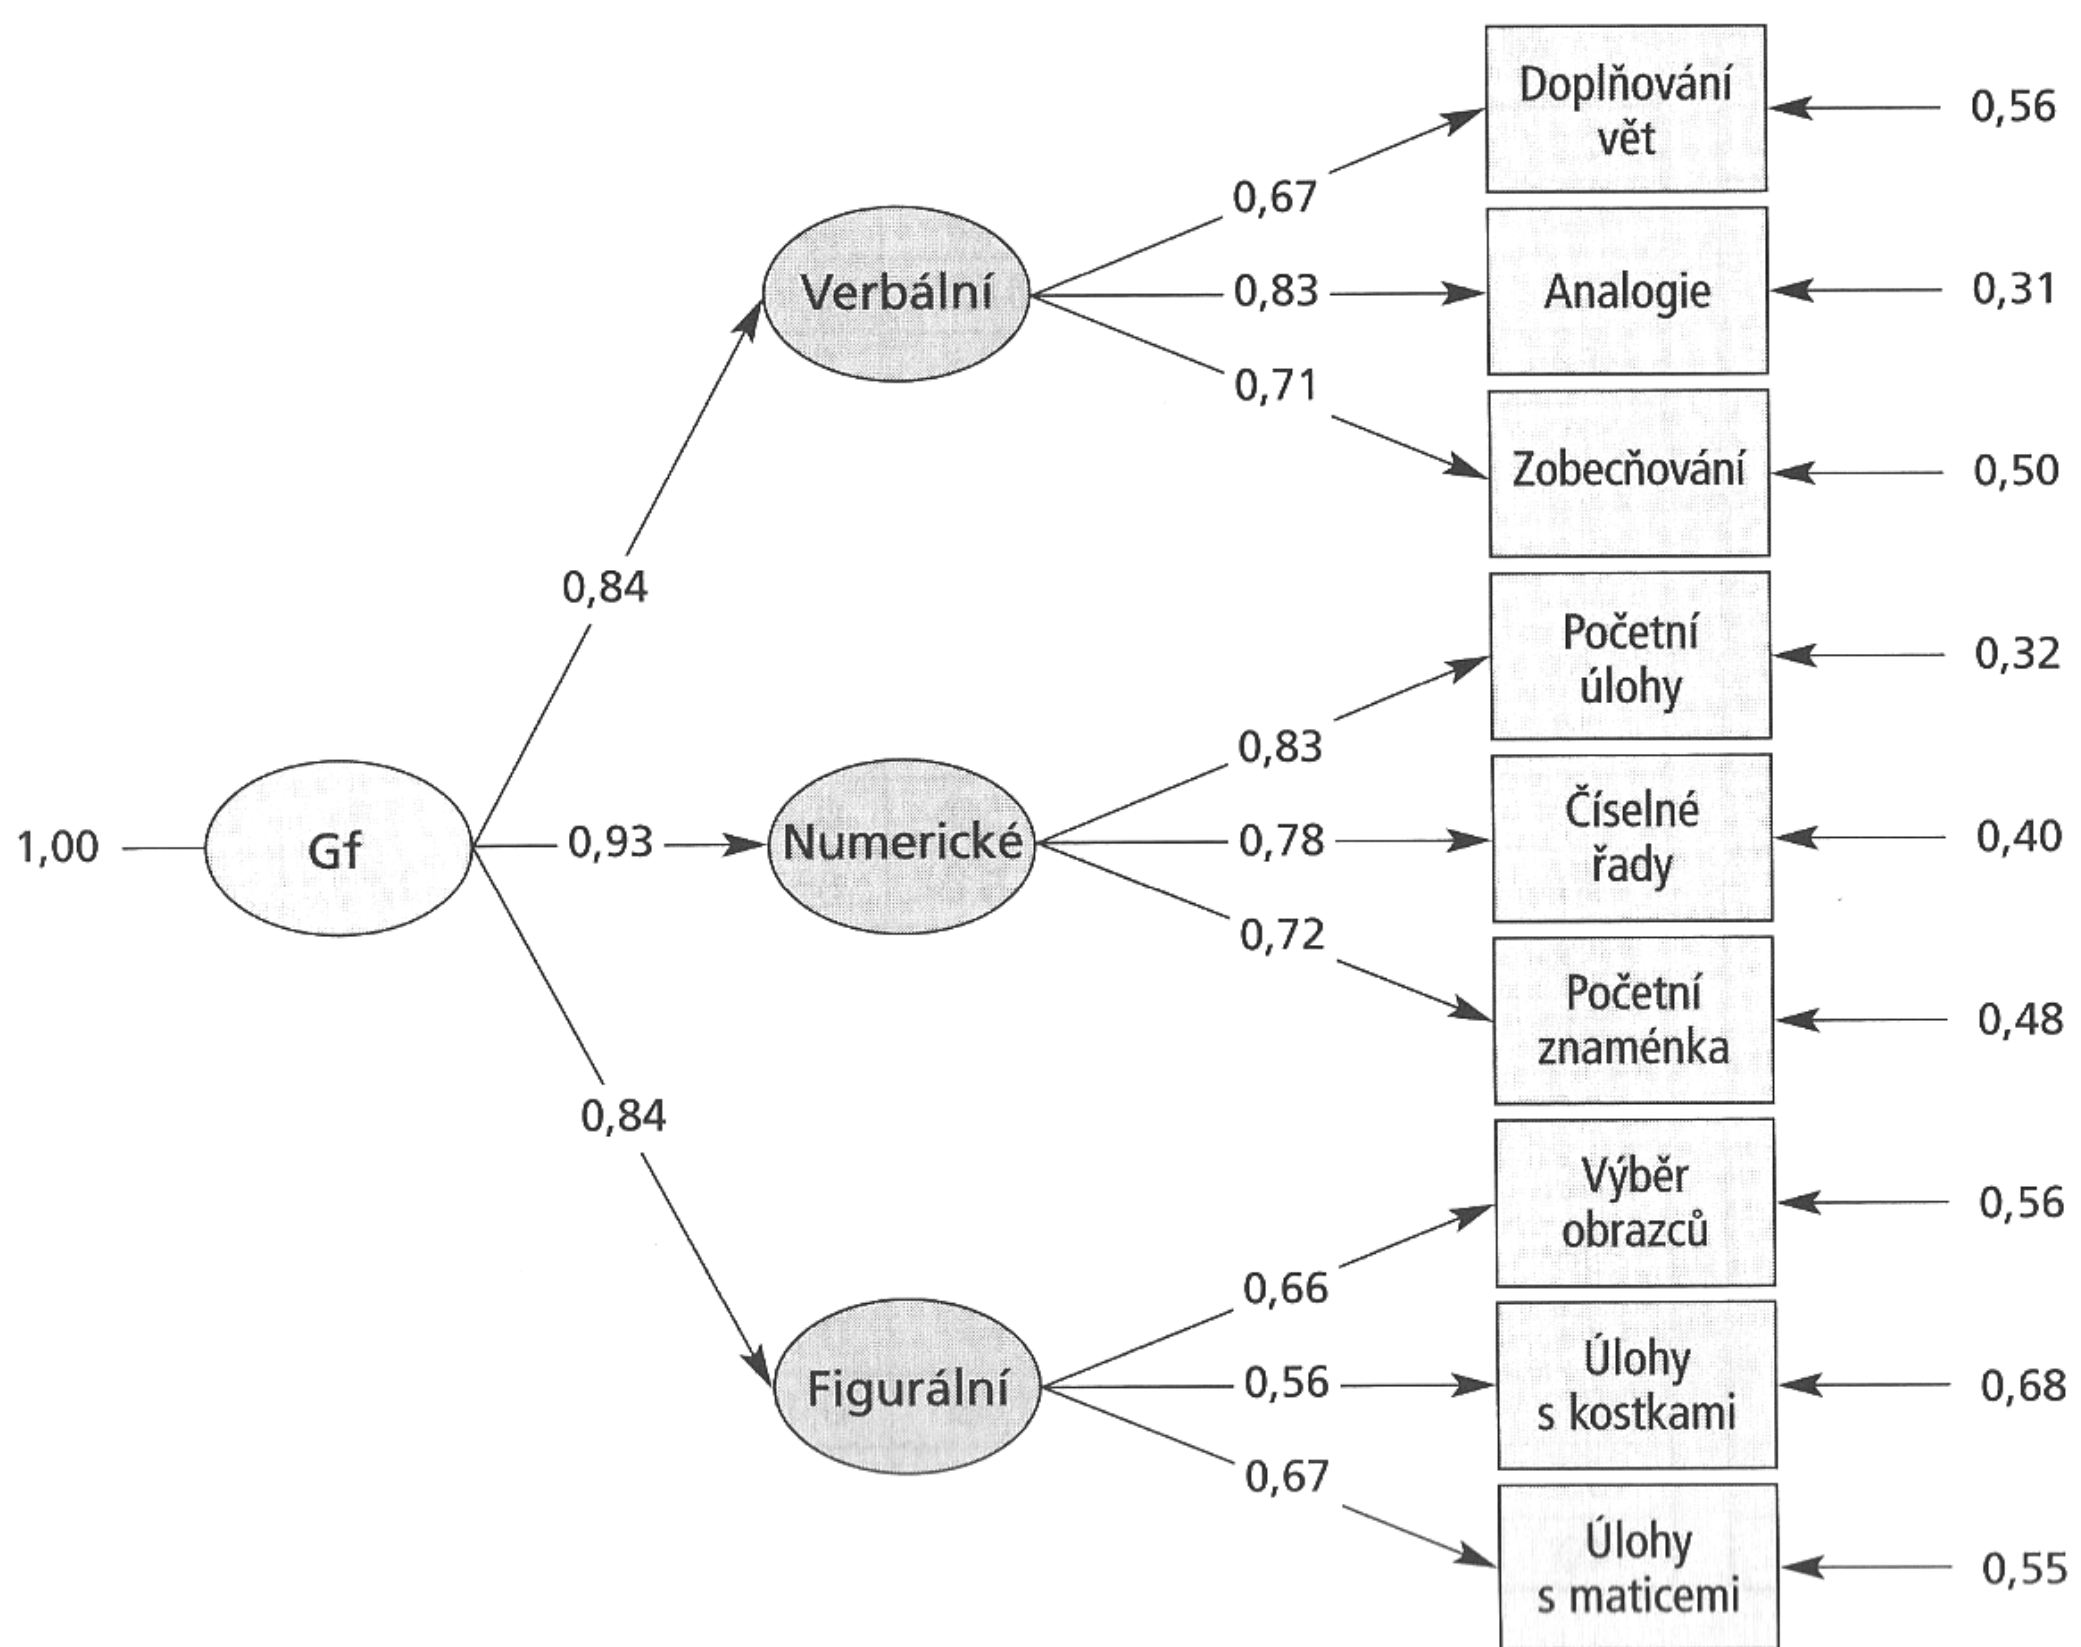 Doplňování
vět
0,56
0,67
Verbální
0,83
Analogie
0,31
0,71
Zobecňování
0,50
0,84
Početní
úlohy
0,32
0,83
1,00
Gf
0,93
Numerické
0,78
Číselné
řady
0,40
0,72
Početní
znaménka
0,48
0,84
Výběr
obrazců
0,56
0,66
Figurální
0,56
Úlohy
s kostkami
0,68
0,67
Úlohy
s maticemi
0,55